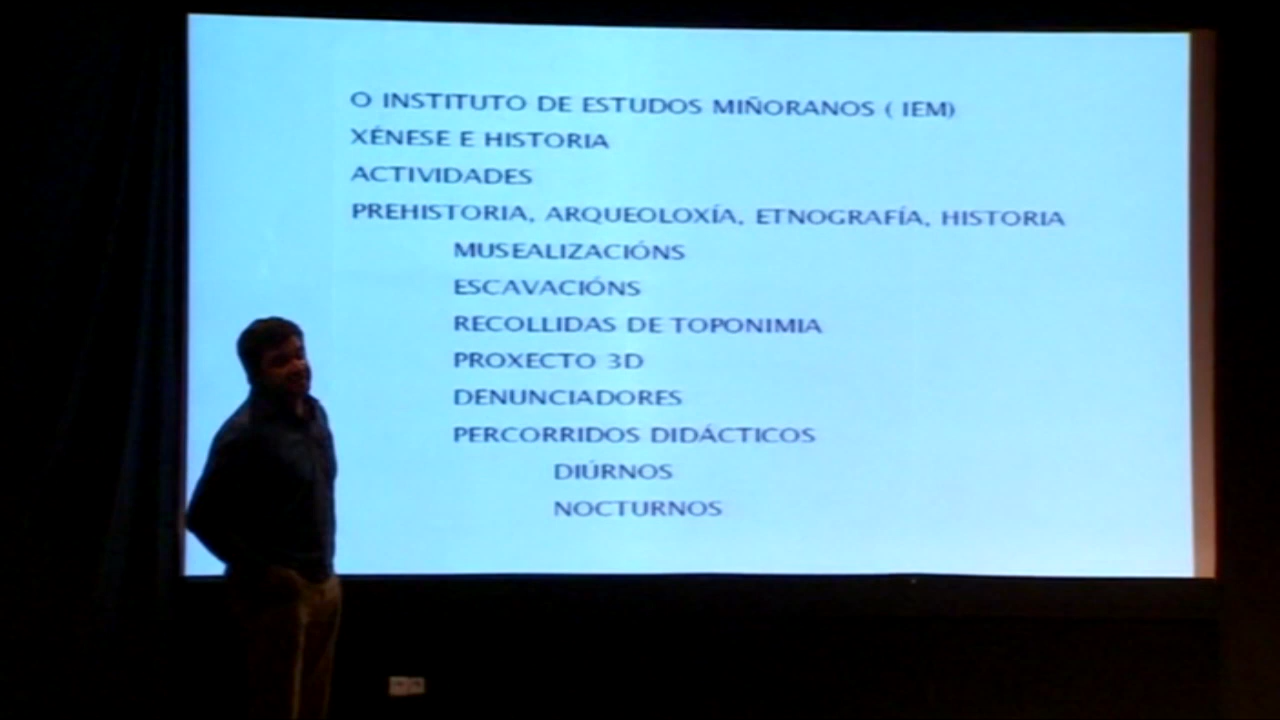 O INSTITUTO DE ESTUDOS MIÑORANOS ( IEM)
XÉNESE E HISTORIA
ACTIVIDADES
PREHISTORIA, ARQUEOLOXÍA, ETNOGRAFÍA, HISTORIA
MUSEALIZACIÓNS
ESCAVACIÓNS
RECOLLIDAS DE TOPONIMIA
PROXECTO 3D
DENUNCIADORES
PERCORRIDOS DIDÁCTICOS
DIÚRNOS
NOCTURNOS